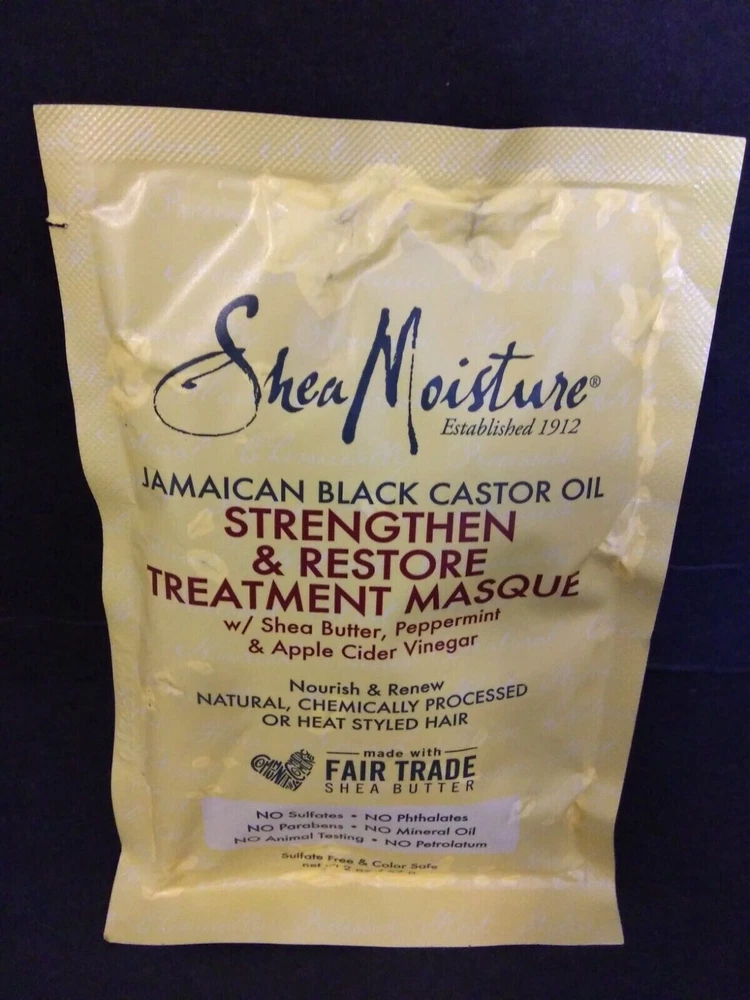 Shea Moisture®
Established 1912
JAMAICAN BLACK CASTOR OIL
STRENGTHEN
& RESTORE
TREATMENT MASQUE
w/ Shea Butter, Peppermint
& Apple Cider Vinegar
Nourish & Renew
NATURAL, CHEMICALLY PROCESSED
OR HEAT STYLED HAIR
made with
FAIR TRADE
SHEA BUTTER
NO Sulfates • NO Phthalates
NO Parabens • NO Mineral Oil
NO Animal Testing • NO Petrolatum
Sulfate Free & Color Safe